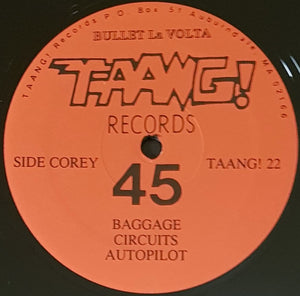 TAANG! Records P.O. Box 51 Auburndale, MA 02166
BULLET La VOLTA
TAANG!
RECORDS
SIDE COREY
TAANG! 22
45
BAGGAGE
CIRCUITS
AUTOPILOT